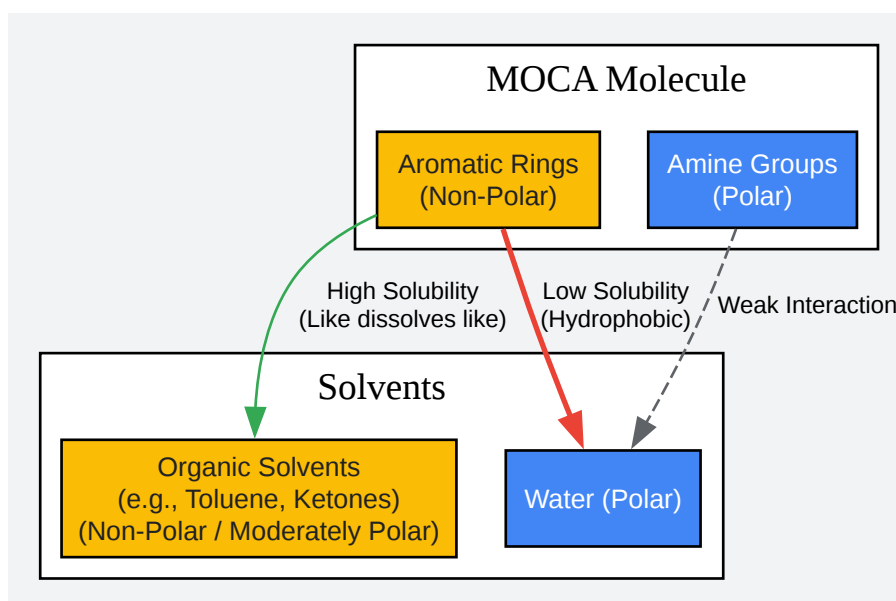 MOCA Molecule
Aromatic Rings
(Non-Polar)
Amine Groups
(Polar)
High Solubility
(Like dissolves like)
Low Solubility
(Hydrophobic)
Weak Interaction
Solvents
Organic Solvents
(e.g., Toluene, Ketones)
(Non-Polar / Moderately Polar)
Water (Polar)